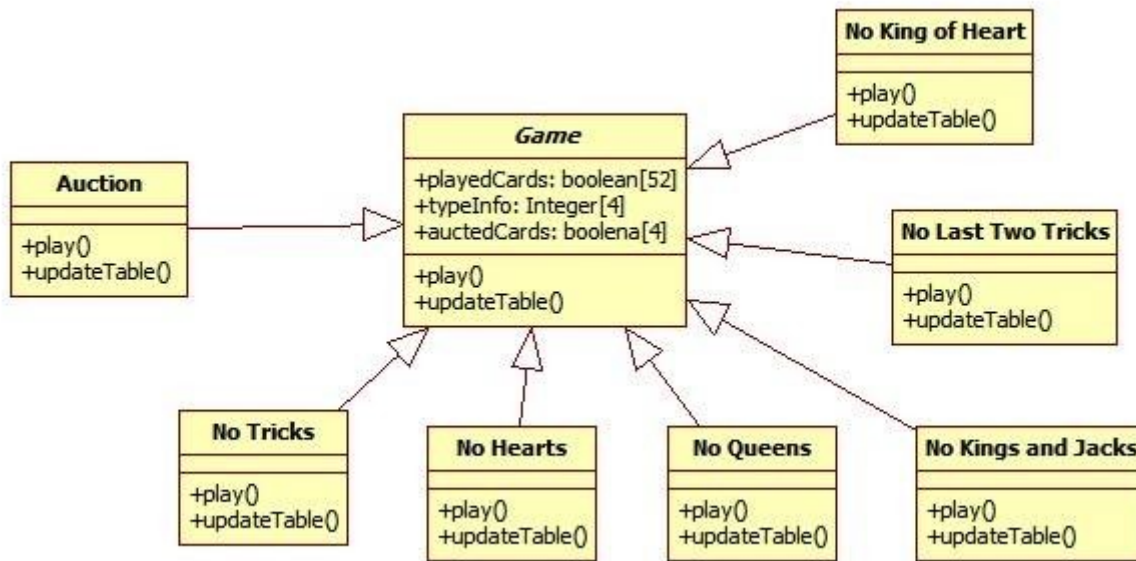 No King of Heart
+play()
+updateTable()
Game
+playedCards: boolean[52]
+typeInfo: Integer[4]
+auctedCards: boolena[4]
+play()
+updateTable()
Auction
+play()
+updateTable()
No Last Two Tricks
+play()
+updateTable()
No Tricks
+play()
+updateTable()
No Hearts
+play()
+updateTable()
No Queens
+play()
+updateTable()
No Kings and Jacks
+play()
+updateTable()